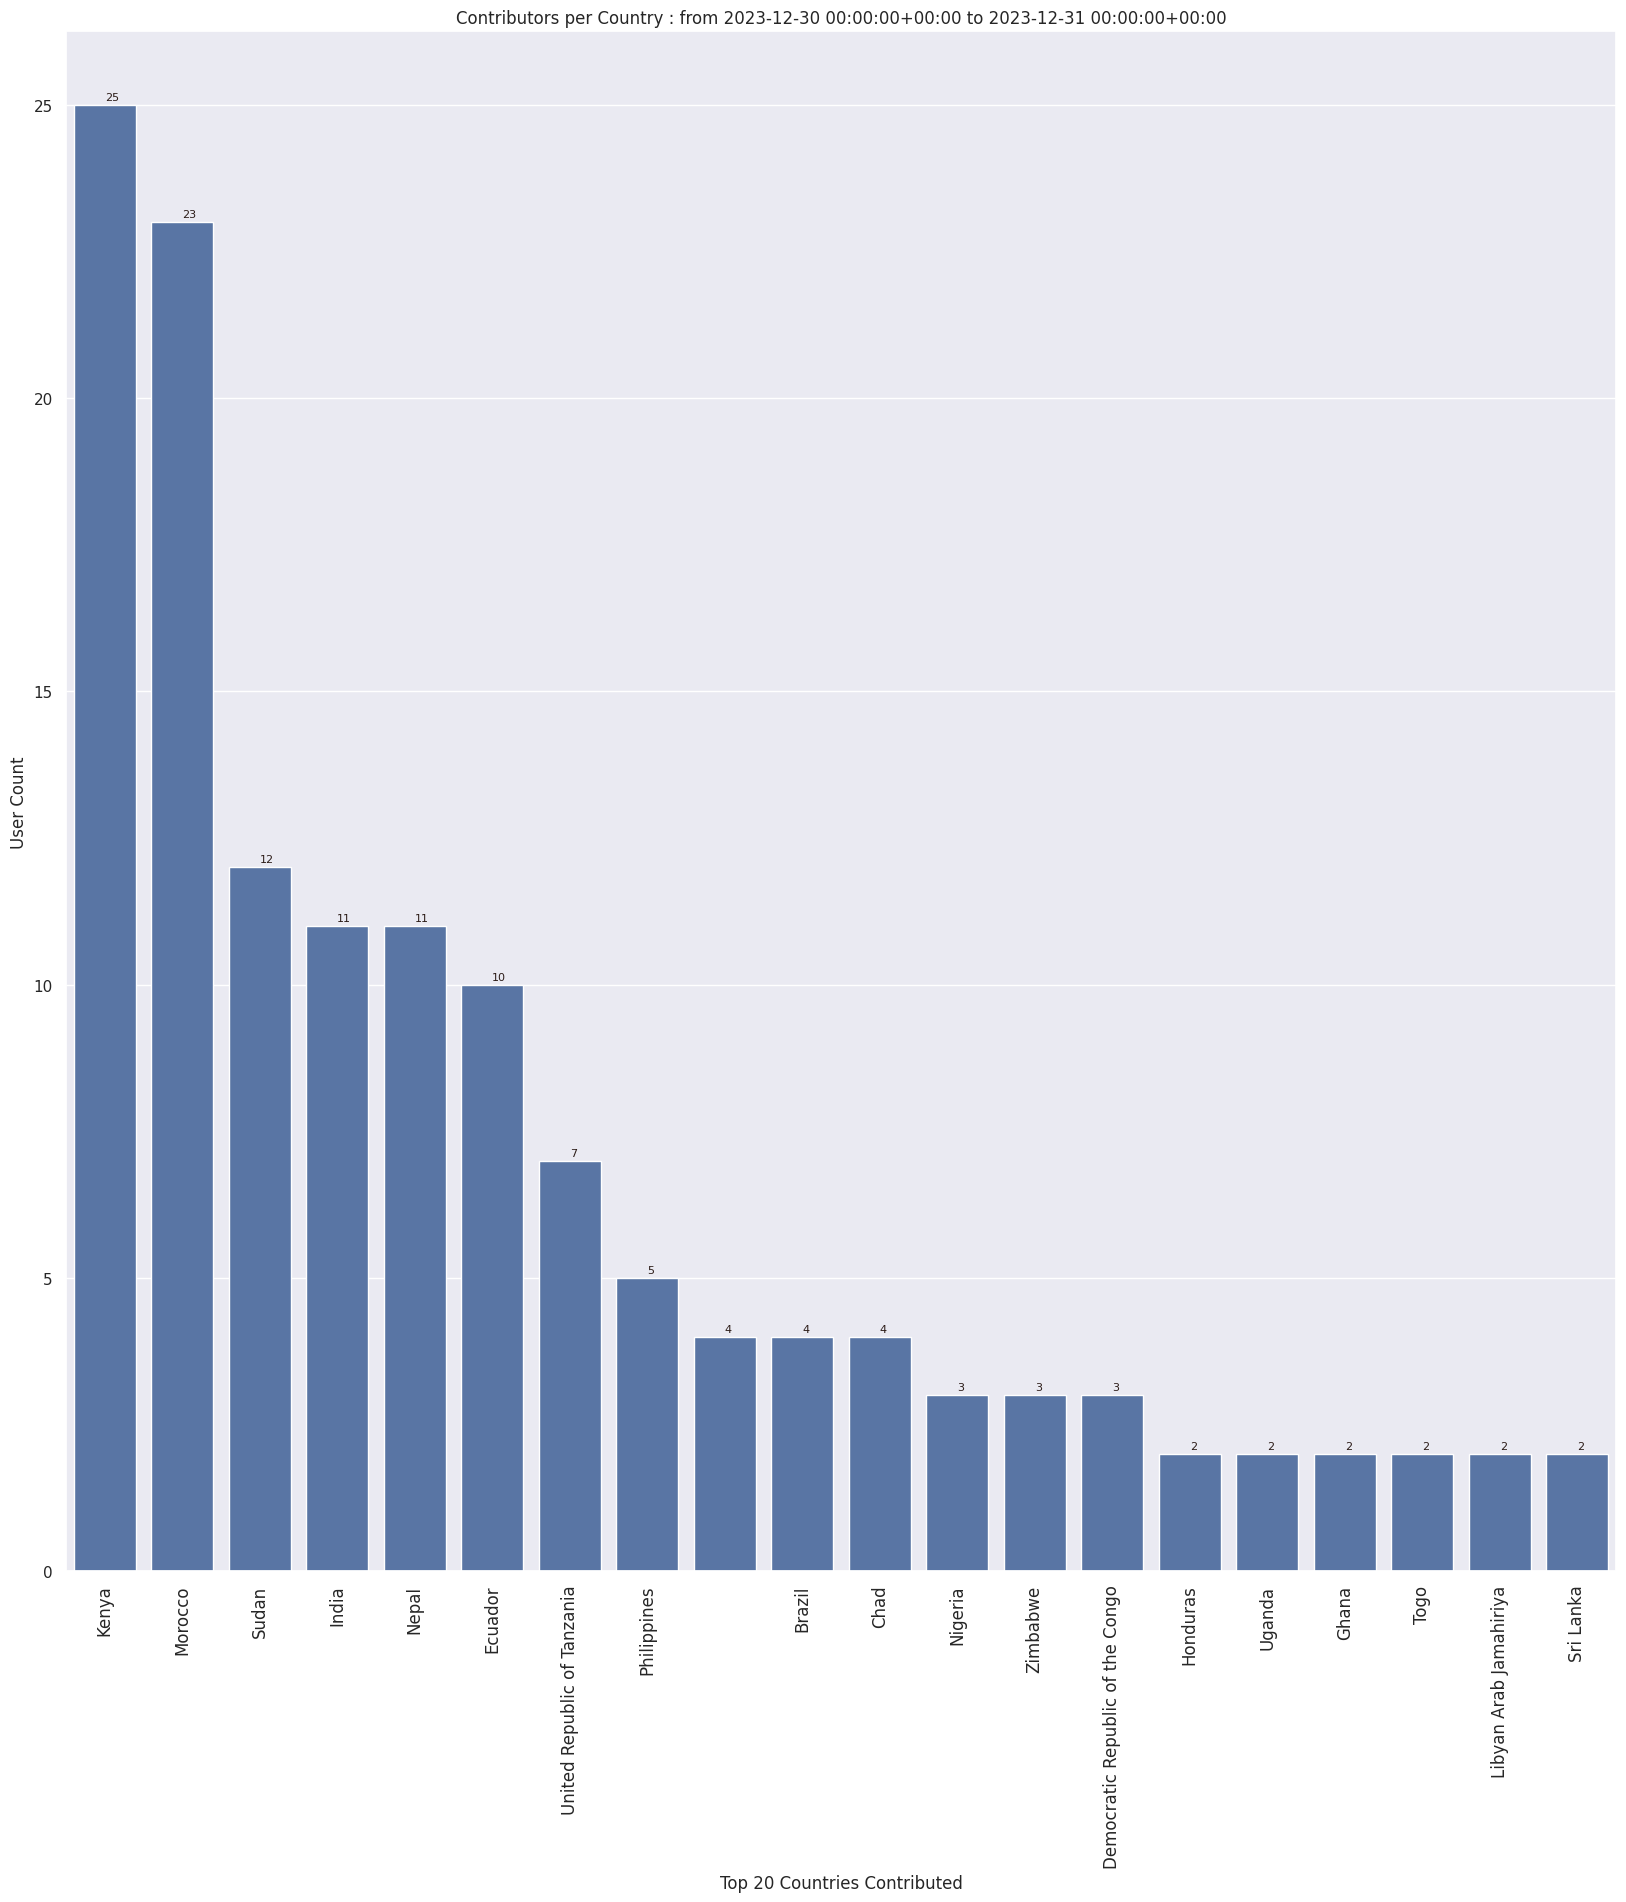 Contributors per Country : from 2023-12-30 00:00:00+00:00 to 2023-12-31 00:00:00+00:00
User Count
25
20
15
10
5
0
25
23
12
11
11
10
7
5
4
4
4
3
3
3
2
2
2
2
2
2
Kenya
Morocco
Sudan
India
Nepal
Ecuador
United Republic of Tanzania
Philippines
Brazil
Chad
Nigeria
Zimbabwe
Democratic Republic of the Congo
Honduras
Uganda
Ghana
Togo
Libyan Arab Jamahiriya
Sri Lanka
Top 20 Countries Contributed